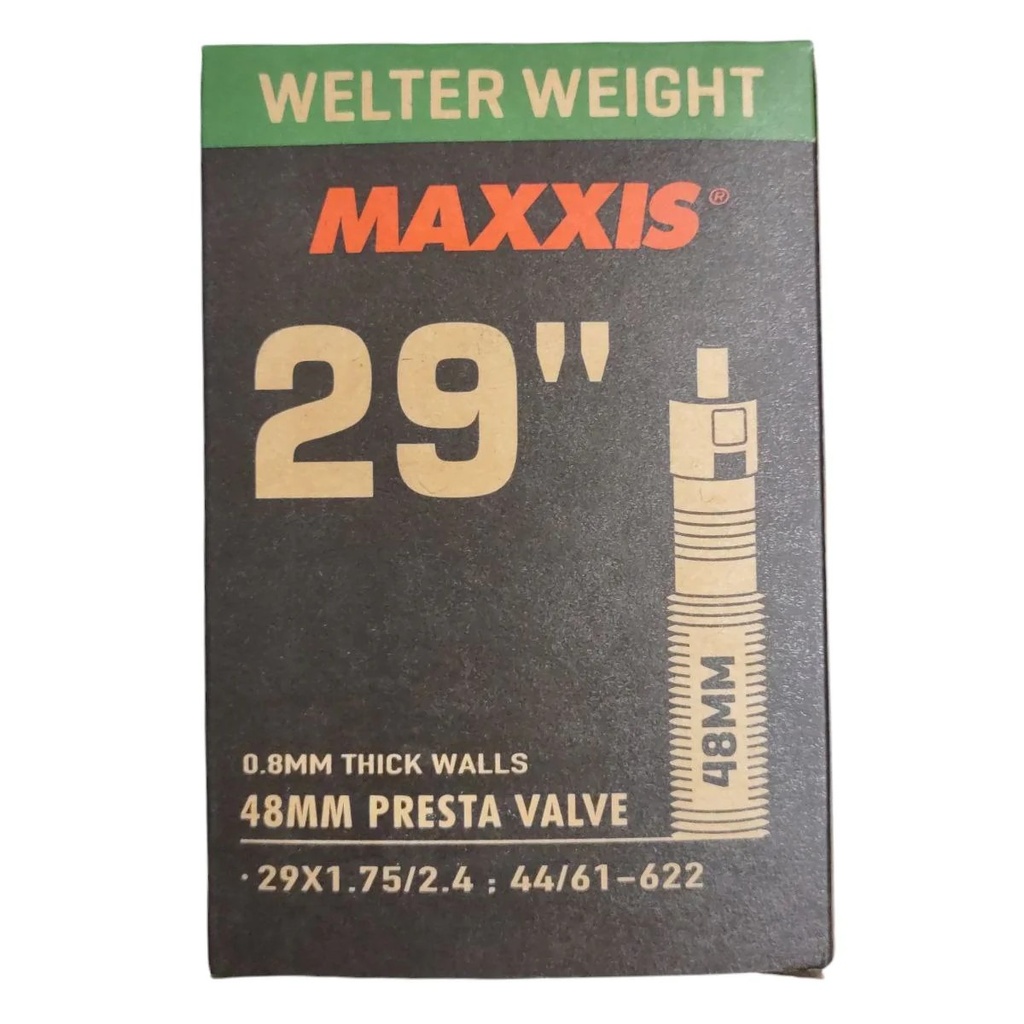 WELTER WEIGHT
MAXXIS®
29"
48MM
0.8MM THICK WALLS
48MM PRESTA VALVE
·29X1.75/2.4 ; 44/61-622